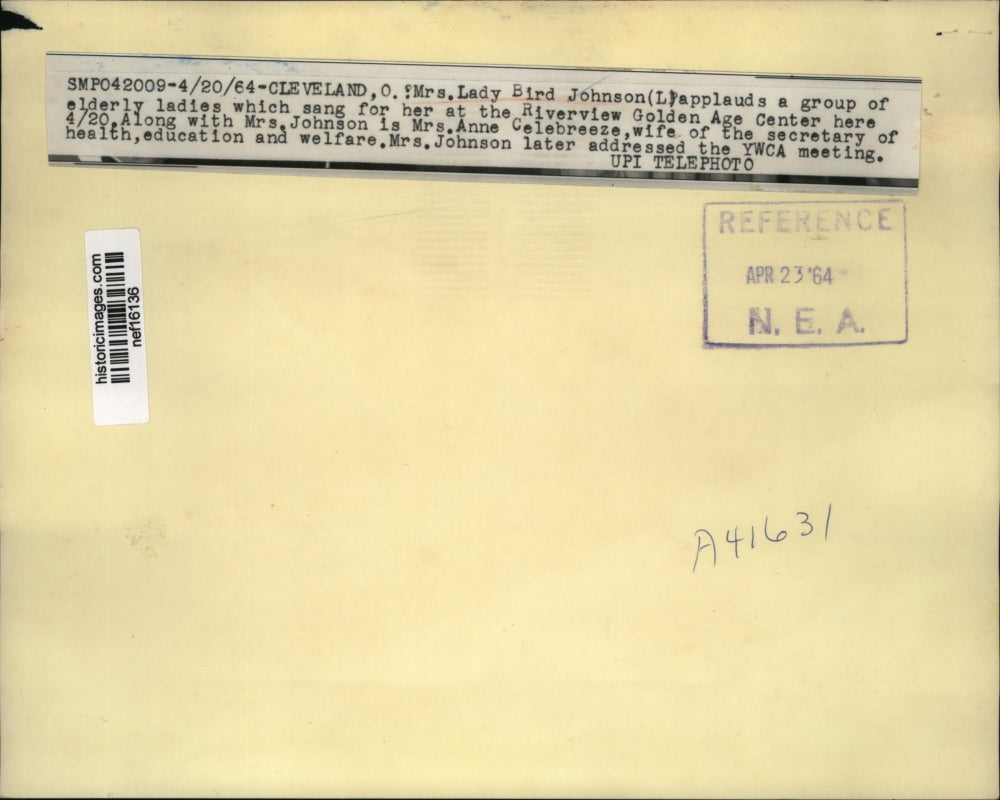 SMP042009-4/20/64-CLEVELAND,O.:Mrs.Lady Bird Johnson(L)applauds a group of
elderly ladies which sang for her at the Riverview Golden Age Center here
4/20.Along with Mrs.Johnson is Mrs.Anne Celebreeze,wife of the secretary of
health,education and welfare.Mrs.Johnson later addressed the YWCA meeting.
UPI TELEPHOTO
REFERENCE
APR 23 '64
N. E. A.
historicimages.com
nef16136
A41631